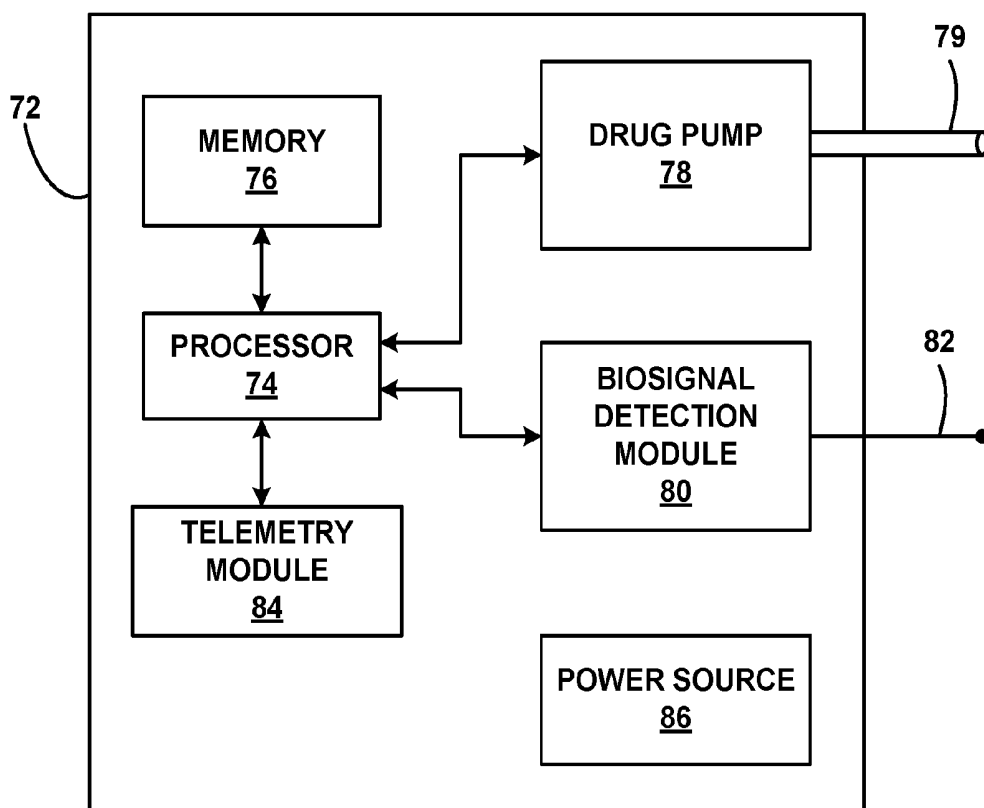 72
79
MEMORY
76
DRUG PUMP
78
PROCESSOR
74
BIOSIGNAL
DETECTION
MODULE
80
82
TELEMETRY
MODULE
84
POWER SOURCE
86